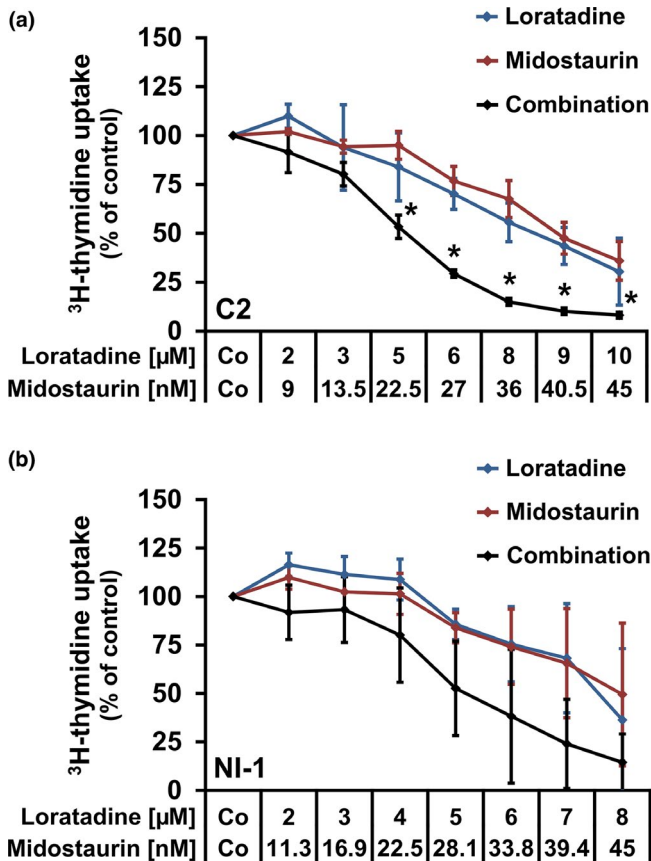 (a)
Loratadine
Midostaurin
Combination
³H-thymidine uptake
(% of control)
150
125
100
75
50
25
0
*
*
*
*
*
C2
Loratadine [µM] Co 2 3 5 6 8 9 10
Midostaurin [nM] Co 9 13.5 22.5 27 36 40.5 45
(b)
Loratadine
Midostaurin
Combination
³H-thymidine uptake
(% of control)
150
125
100
75
50
25
0
NI-1
Loratadine [µM] Co 2 3 4 5 6 7 8
Midostaurin [nM] Co 11.3 16.9 22.5 28.1 33.8 39.4 45